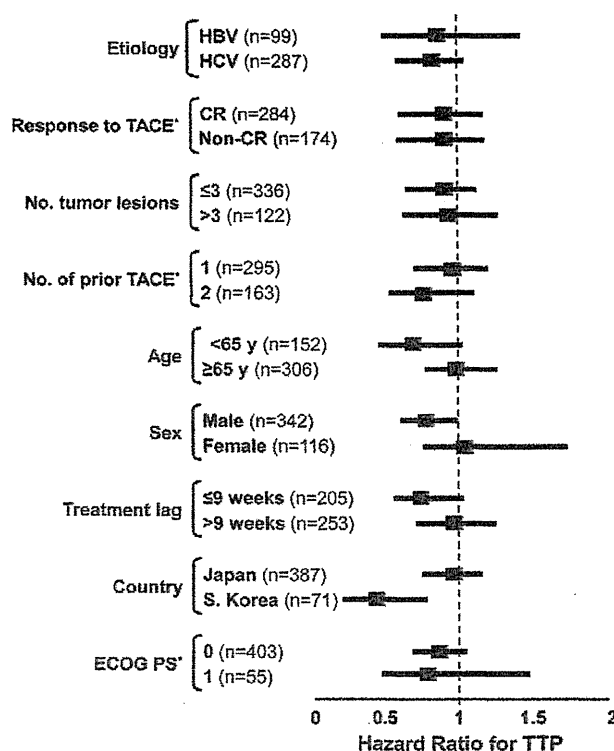 Etiology
HBV (n=99)
HCV (n=287)
Response to TACE*
CR (n=284)
Non-CR (n=174)
No. tumor lesions
≤3 (n=336)
>3 (n=122)
No. of prior TACE*
1 (n=295)
2 (n=163)
Age
<65 y (n=152)
≥65 y (n=306)
Sex
Male (n=342)
Female (n=116)
Treatment lag
≤9 weeks (n=205)
>9 weeks (n=253)
Country
Japan (n=387)
S. Korea (n=71)
ECOG PS*
0 (n=403)
1 (n=55)
0 0.5 1 1.5 2
Hazard Ratio for TTP